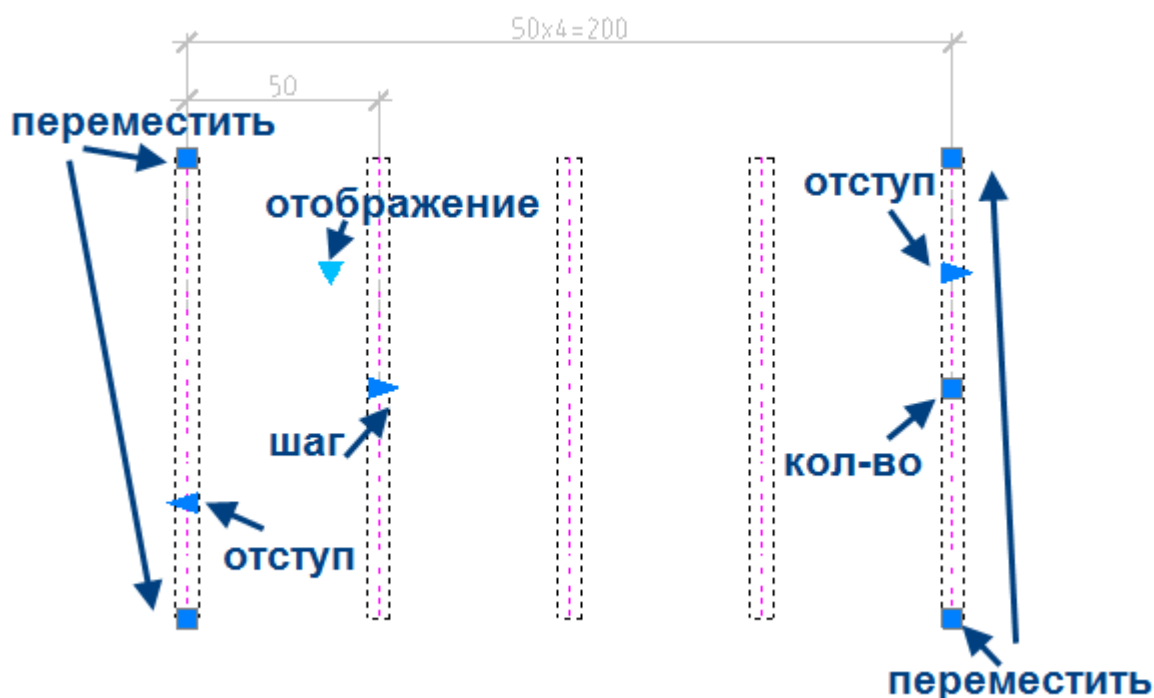 50x4=200
50
переместить
отступ
отображение
шаг
кол-во
отступ
переместить